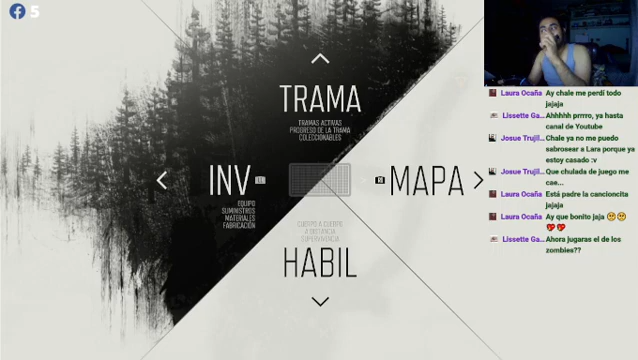 5
TRAMA
TRAMAS ACTIVAS
PROGRESO DE LA TRAMA
COLECCIONABLES
INV
EQUIPO
SUMINISTROS
MATERIALES
FABRICACIÓN
MAPA
CUERPO A CUERPO
A DISTANCIA
SUPERVIVENCIA
HABIL
Laura Ocaña Ay chale me perdi todo
jajaja
Lissette Ga... Ahhhhh prrro, ya hasta
canal de Youtube
Josue Trujil... Chale ya no me puedo
sabrosear a Lara porque ya
estoy casado :v
Josue Trujil... Que chulada de juego me
cae...
Laura Ocaña Está padre la cancioncita
jajaja
Laura Ocaña Ay que bonito jaja
Lissette Ga... Ahora jugaras el de los
zombies??